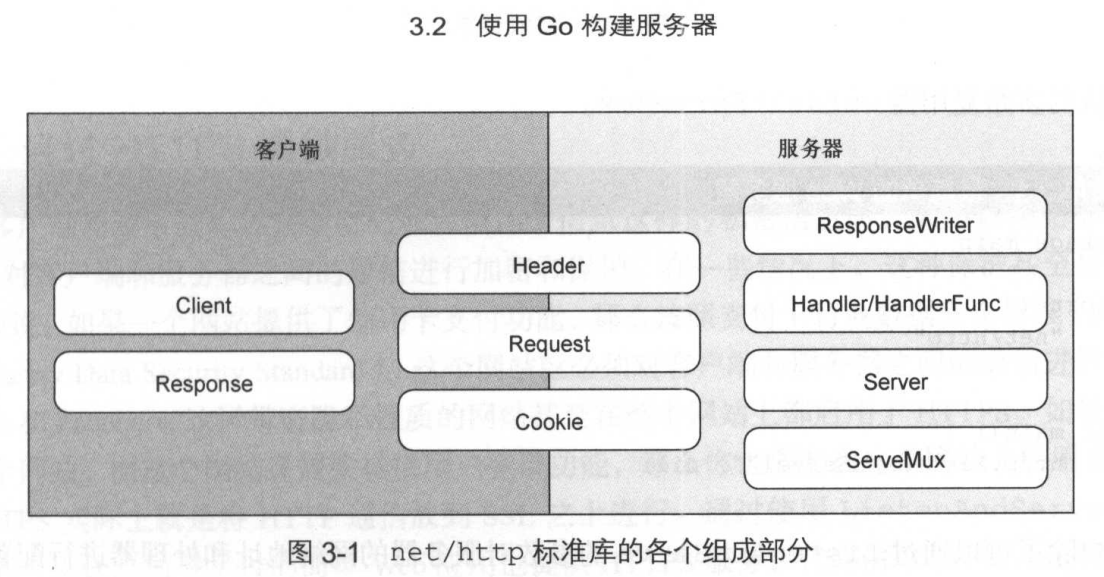 3.2 使用 Go 构建服务器
客户端
服务器
Client
Response
Header
Request
Cookie
ResponseWriter
Handler/HandlerFunc
Server
ServeMux
图 3-1 net/http 标准库的各个组成部分